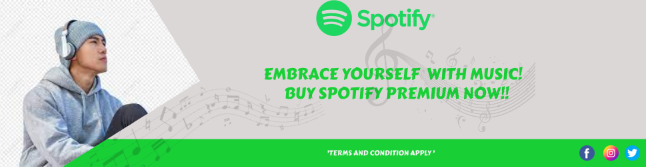 Spotify®
EMBRACE YOURSELF WITH MUSIC!
BUY SPOTIFY PREMIUM NOW!!
*TERMS AND CONDITION APPLY*